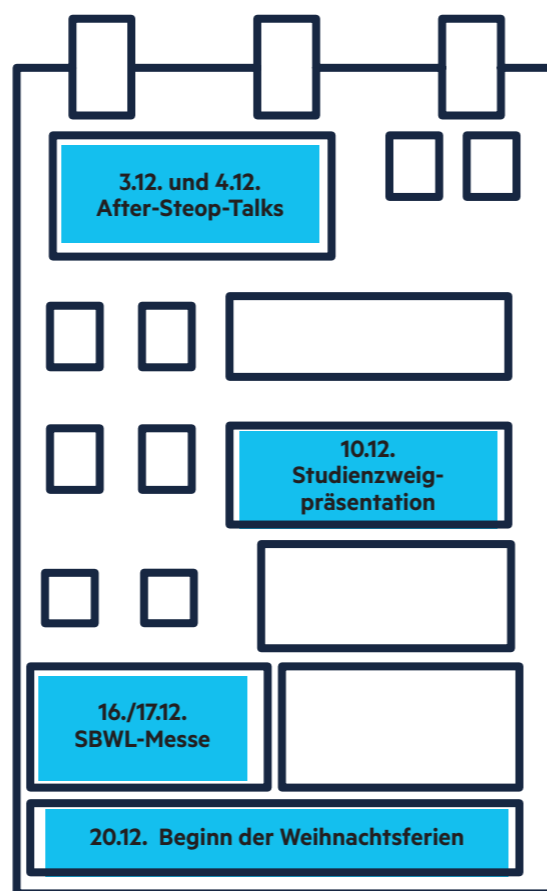 3.12. und 4.12.
After-Steop-Talks
10.12.
Studienzweig-
präsentation
16./17.12.
SBWL-Messe
20.12. Beginn der Weihnachtsferien